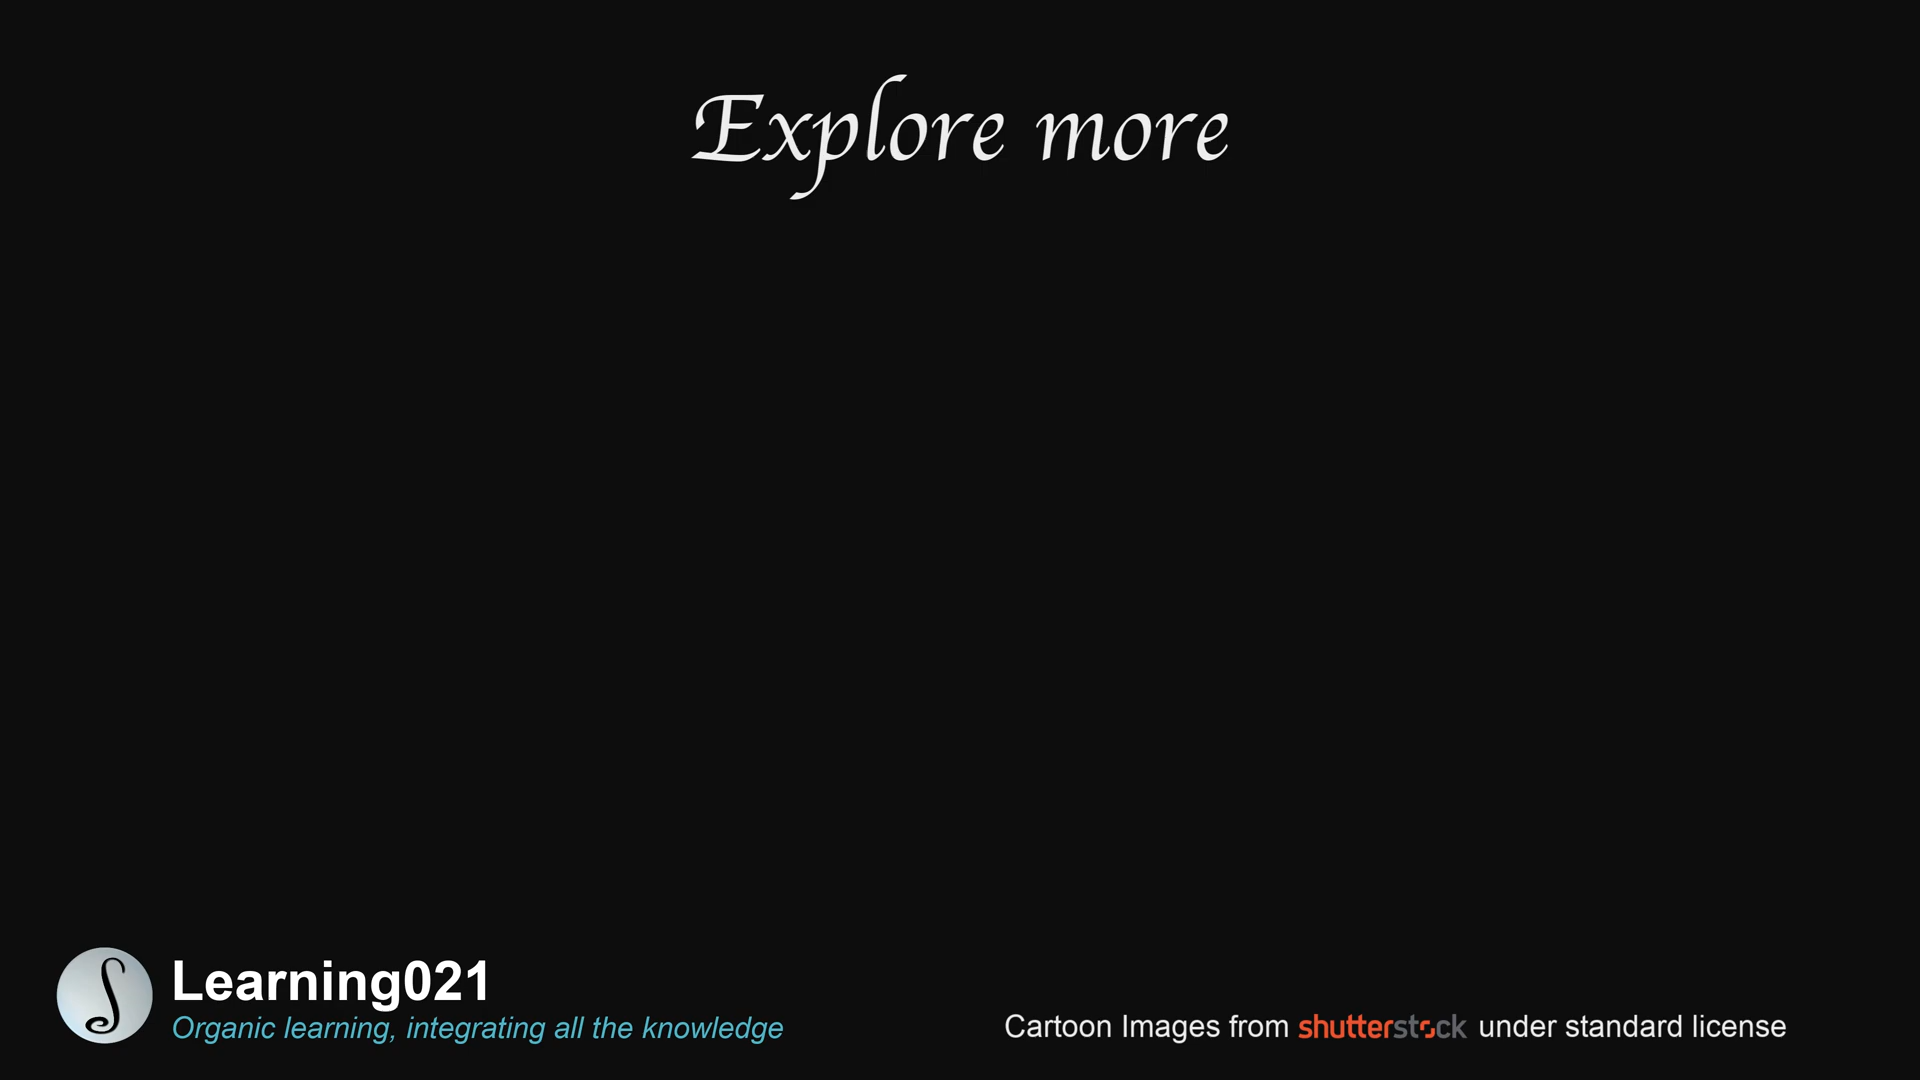 Explore more
Learning021
Organic learning, integrating all the knowledge
Cartoon Images from shutterstock under standard license